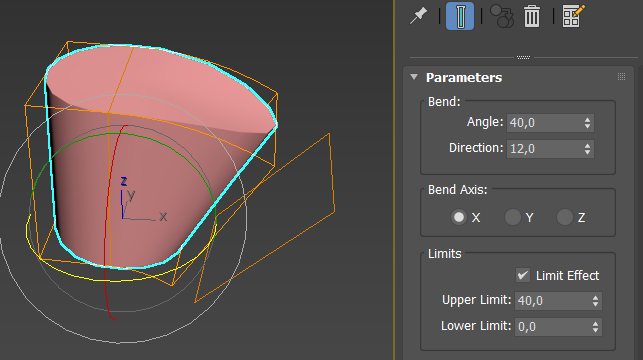 Parameters
Bend:
Angle: 40,0
Direction: 12,0
Bend Axis:
X Y Z
Limits
Limit Effect
Upper Limit: 40,0
Lower Limit: 0,0
z
y
x